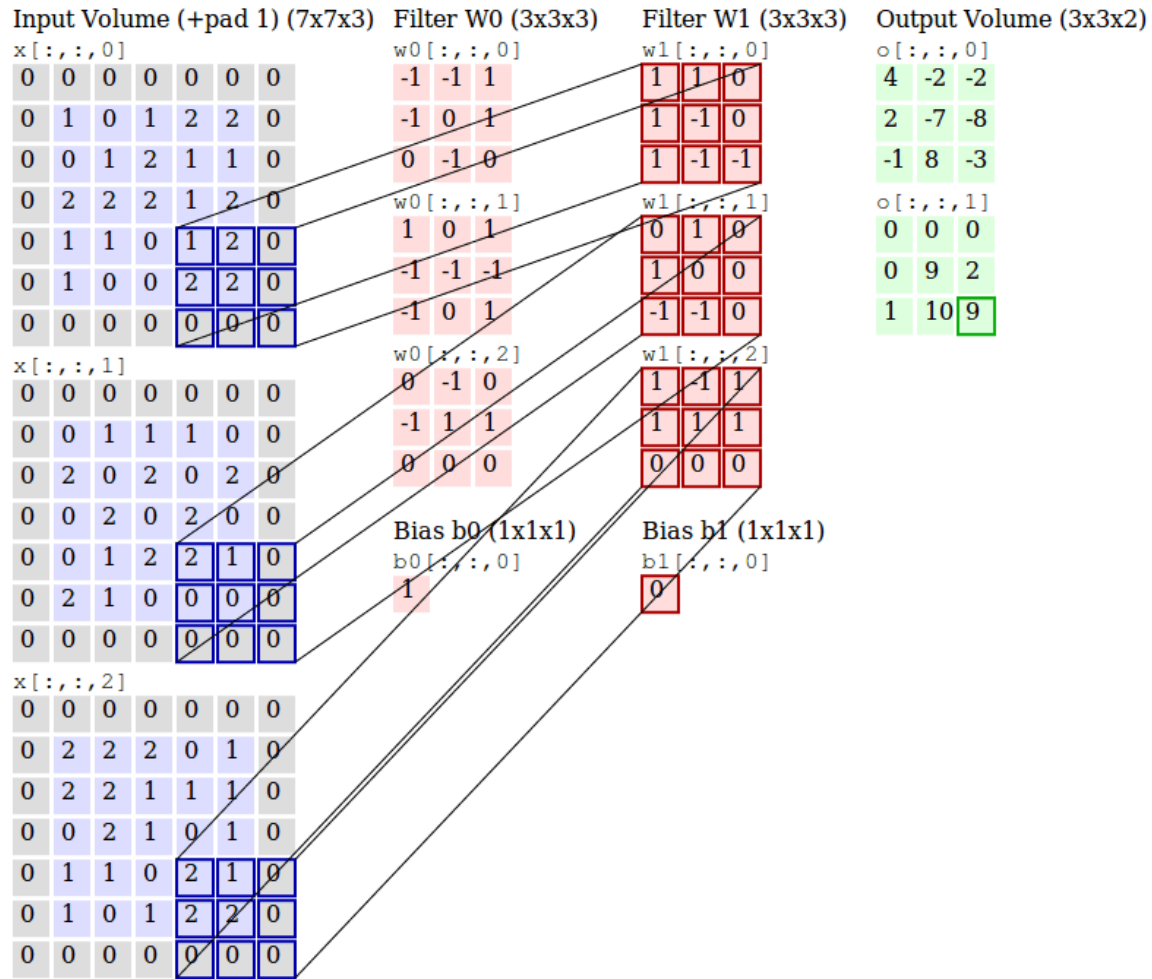 Input Volume (+pad 1) (7x7x3)
x[:,:,0]
0 0 0 0 0 0 0
0 1 0 1 2 2 0
0 0 1 2 1 1 0
0 2 2 2 1 2 0
0 1 1 0 1 2 0
0 1 0 0 2 2 0
0 0 0 0 0 0 0
x[:,:,1]
0 0 0 0 0 0 0
0 0 1 1 1 0 0
0 2 0 2 0 2 0
0 0 2 0 2 0 0
0 0 1 2 2 1 0
0 2 1 0 0 0 0
0 0 0 0 0 0 0
x[:,:,2]
0 0 0 0 0 0 0
0 2 2 2 0 1 0
0 2 2 1 1 1 0
0 0 2 1 0 1 0
0 1 1 0 2 1 0
0 1 0 1 2 2 0
0 0 0 0 0 0 0
Filter W0 (3x3x3)
w0[:,:,0]
-1 -1 1
-1 0 1
0 -1 0
w0[:,:,1]
1 0 1
-1 -1 -1
-1 0 1
w0[:,:,2]
0 -1 0
-1 1 1
0 0 0
Bias b0 (1x1x1)
b0[:,:,0]
1
Filter W1 (3x3x3)
w1[:,:,0]
1 1 0
1 -1 0
1 -1 -1
w1[:,:,1]
0 1 0
1 0 0
-1 -1 0
w1[:,:,2]
1 -1 1
1 1 1
0 0 0
Bias b1 (1x1x1)
b1[:,:,0]
0
Output Volume (3x3x2)
o[:,:,0]
4 -2 -2
2 -7 -8
-1 8 -3
o[:,:,1]
0 0 0
0 9 2
1 10 9